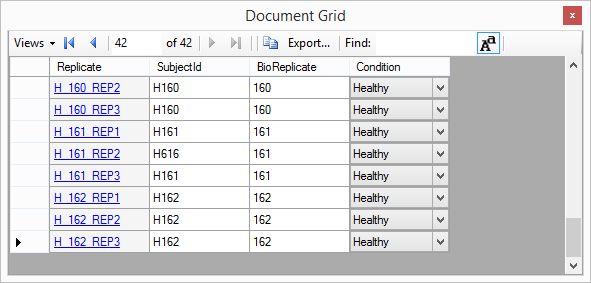 Document Grid
x
Views 42 of 42 Export... Find: Aa
Replicate SubjectId BioReplicate Condition
H_160_REP2 H160 160 Healthy
H_160_REP3 H160 160 Healthy
H_161_REP1 H161 161 Healthy
H_161_REP2 H616 161 Healthy
H_161_REP3 H161 161 Healthy
H_162_REP1 H162 162 Healthy
H_162_REP2 H162 162 Healthy
H_162_REP3 H162 162 Healthy